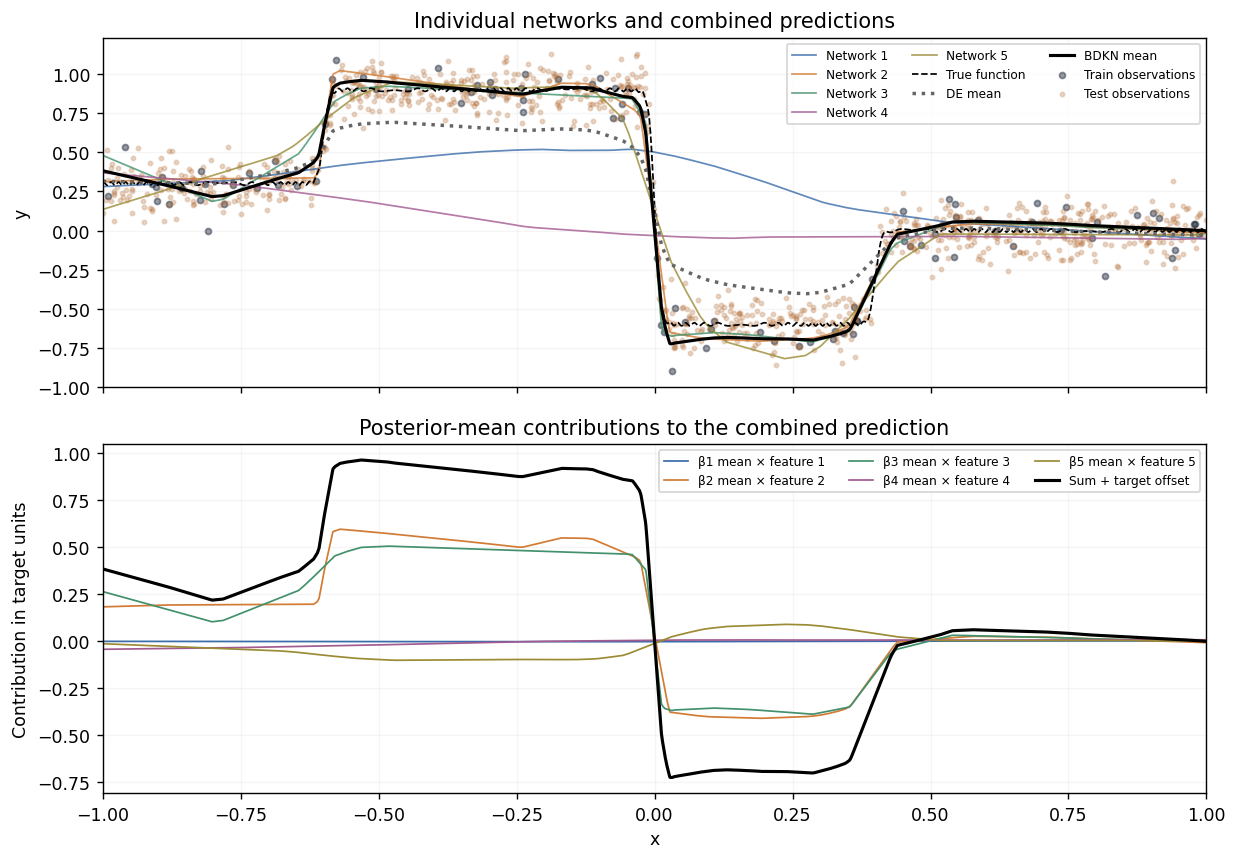 Individual networks and combined predictions
Network 1
Network 2
Network 3
Network 4
Network 5
True function
DE mean
BDKN mean
Train observations
Test observations
y
1.00
0.75
0.50
0.25
0.00
−0.25
−0.50
−0.75
−1.00
Posterior-mean contributions to the combined prediction
β1 mean × feature 1
β2 mean × feature 2
β3 mean × feature 3
β4 mean × feature 4
β5 mean × feature 5
Sum + target offset
Contribution in target units
1.00
0.75
0.50
0.25
0.00
−0.25
−0.50
−0.75
−1.00
−0.75
−0.50
−0.25
0.00
0.25
0.50
0.75
1.00
x